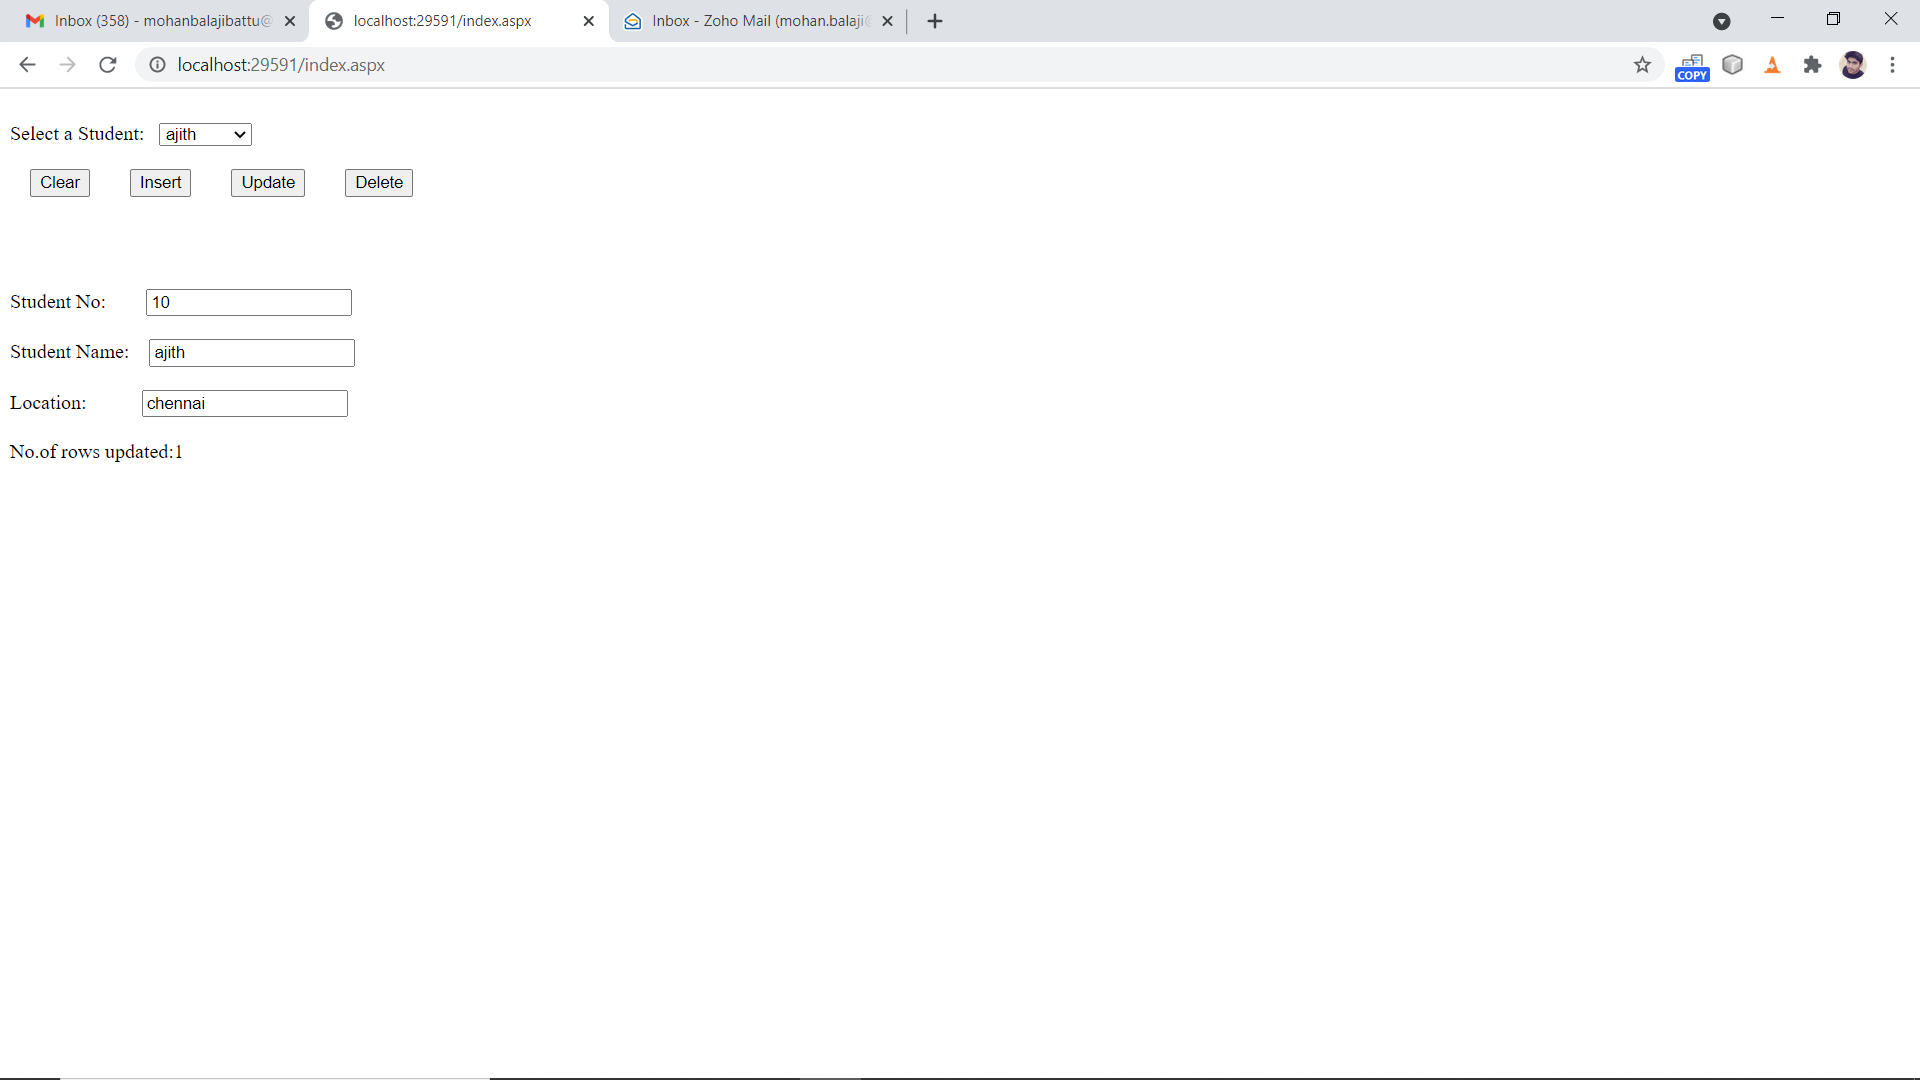 Inbox (358) - mohanbalajibattu@
localhost:29591/index.aspx
Inbox - Zoho Mail (mohan.balaji@
localhost:29591/index.aspx
COPY
Select a Student: ajith
Clear Insert Update Delete
Student No: 10
Student Name: ajith
Location: chennai
No.of rows updated:1